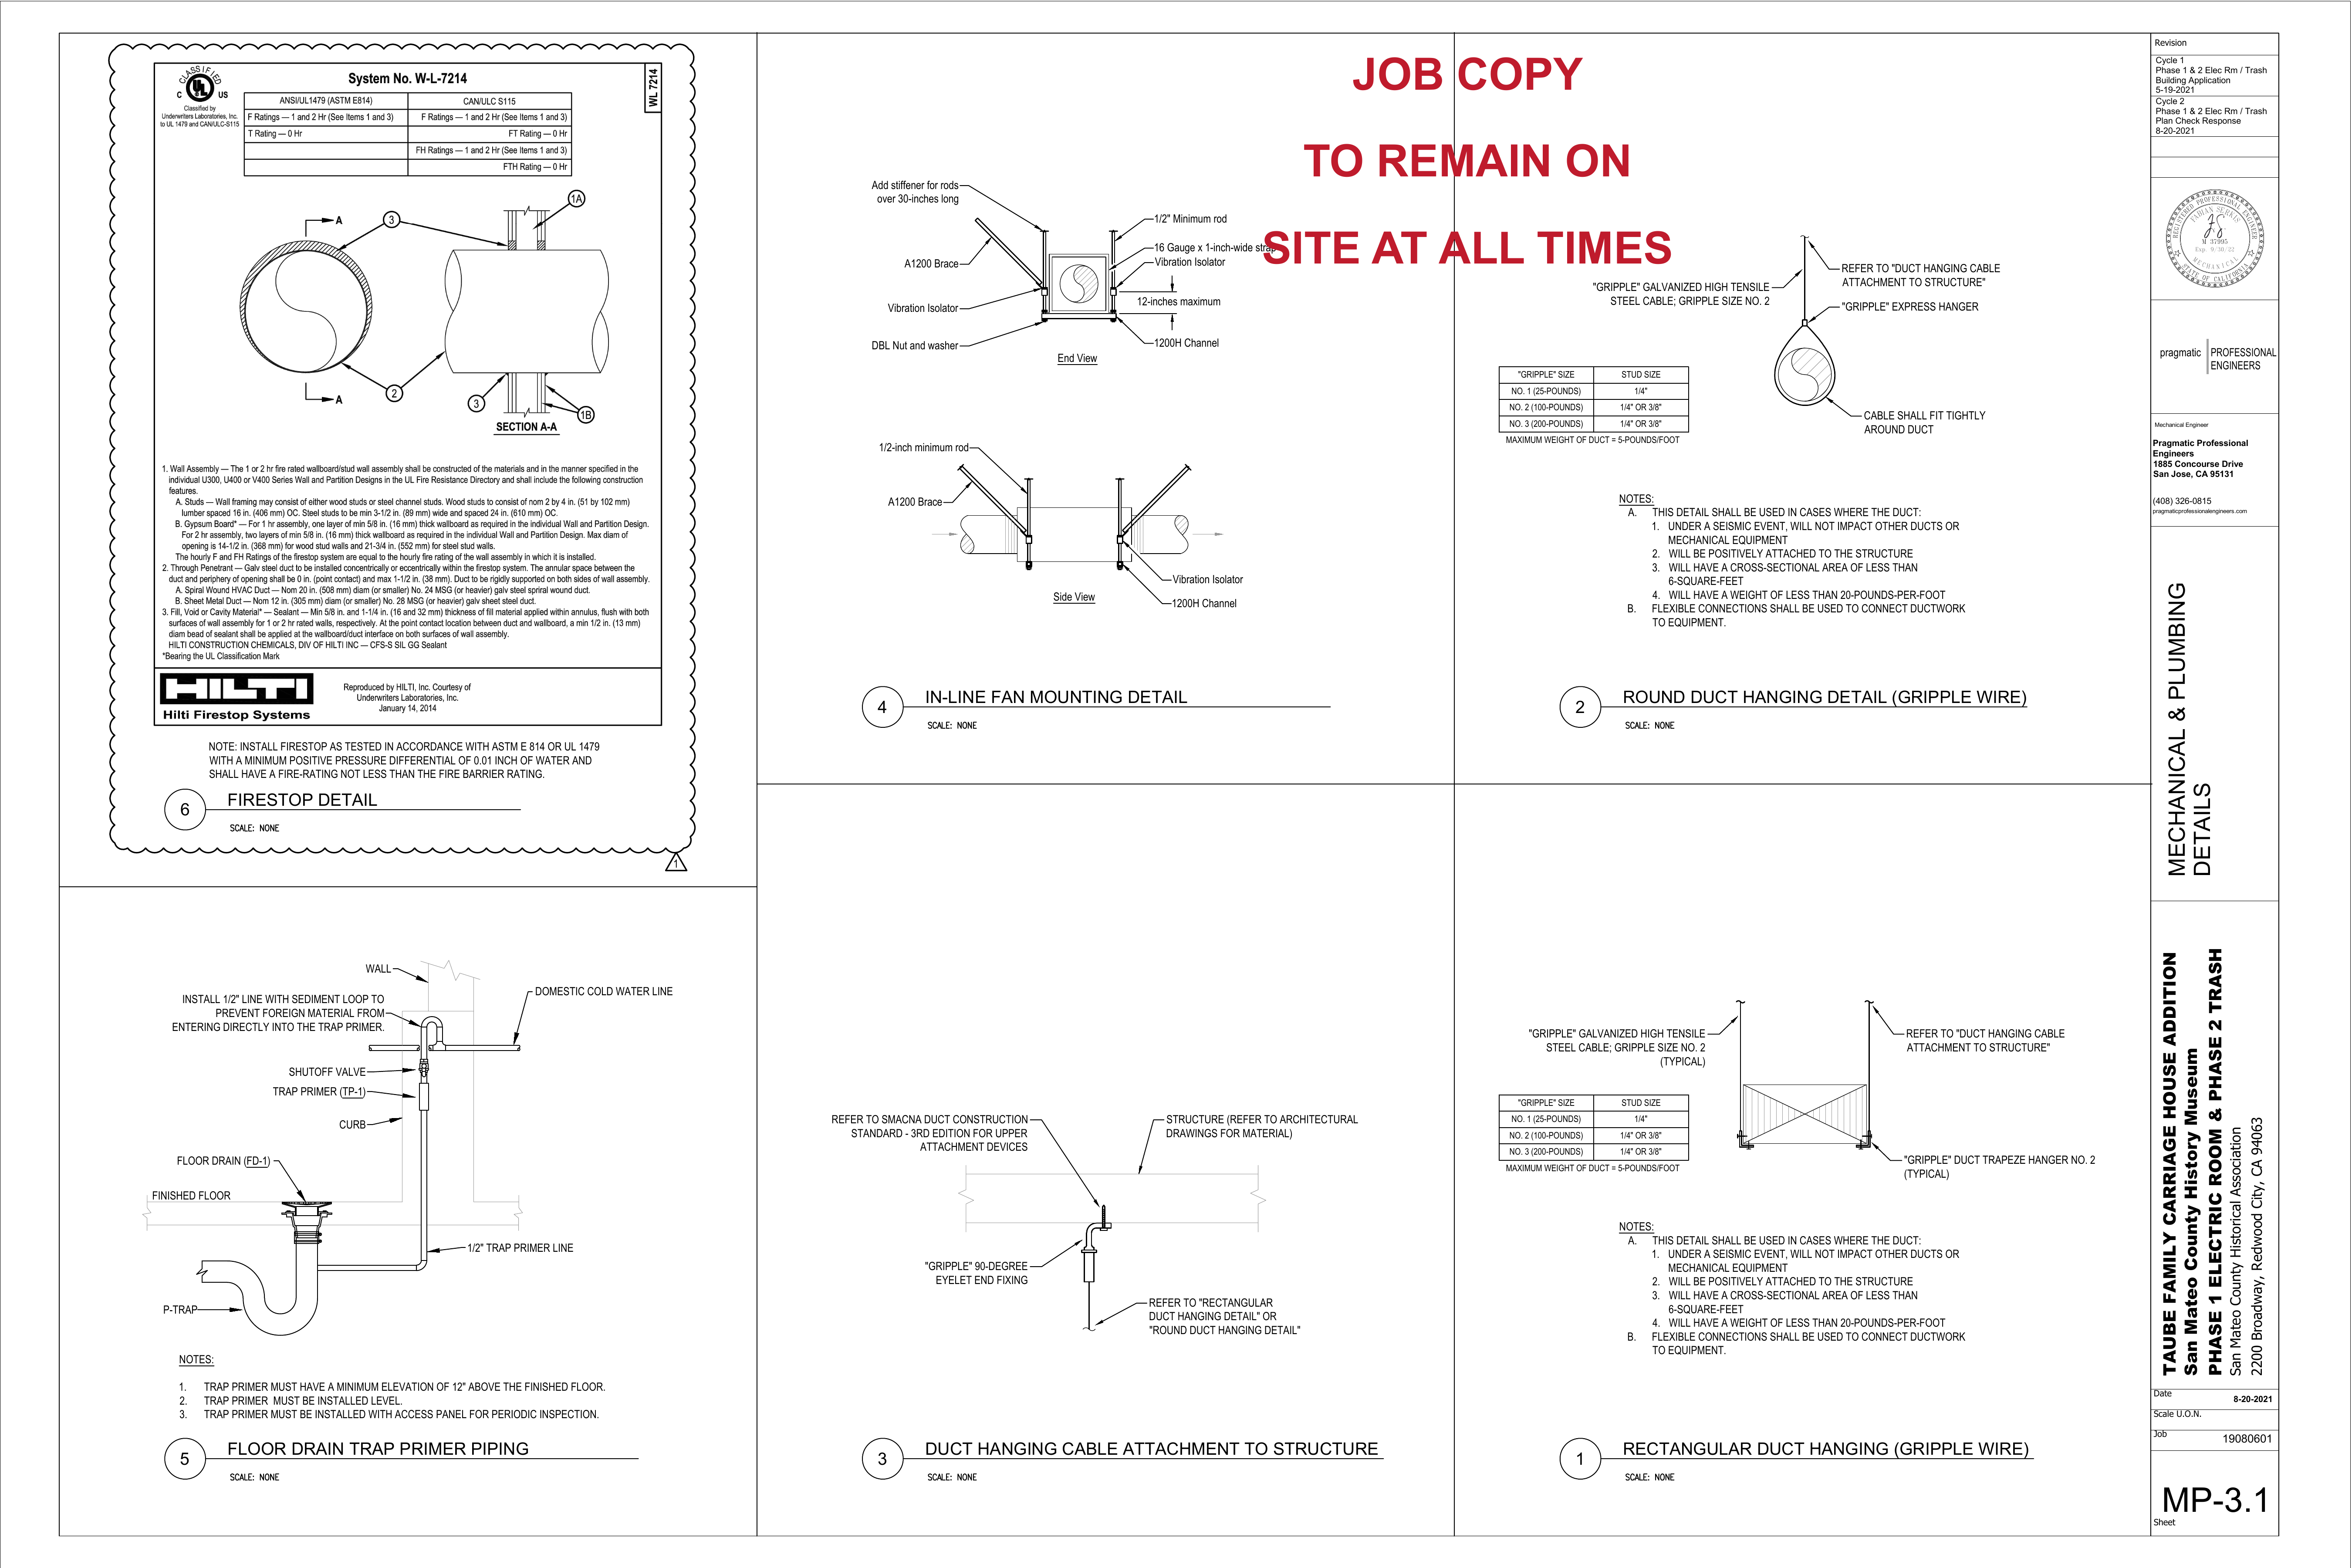 JOB COPY
TO REMAIN ON
SITE AT ALL TIMES
CLASSIFIED
C UL US
Classified by
Underwriters Laboratories, Inc.
to UL 1479 and CAN/ULC-S115
System No. W-L-7214
WL 7214
ANSI/UL1479 (ASTM E814) CAN/ULC S115
F Ratings — 1 and 2 Hr (See Items 1 and 3) F Ratings — 1 and 2 Hr (See Items 1 and 3)
T Rating — 0 Hr FT Rating — 0 Hr
FH Ratings — 1 and 2 Hr (See Items 1 and 3)
FTH Rating — 0 Hr
A
A
3
2
1A
3
1B
SECTION A-A
1. Wall Assembly — The 1 or 2 hr fire rated wallboard/stud wall assembly shall be constructed of the materials and in the manner specified in the
individual U300, U400 or V400 Series Wall and Partition Designs in the UL Fire Resistance Directory and shall include the following construction
features.
A. Studs — Wall framing may consist of either wood studs or steel channel studs. Wood studs to consist of nom 2 by 4 in. (51 by 102 mm)
lumber spaced 16 in. (406 mm) OC. Steel studs to be min 3-1/2 in. (89 mm) wide and spaced 24 in. (610 mm) OC.
B. Gypsum Board* — For 1 hr assembly, one layer of min 5/8 in. (16 mm) thick wallboard as required in the individual Wall and Partition Design.
For 2 hr assembly, two layers of min 5/8 in. (16 mm) thick wallboard as required in the individual Wall and Partition Design. Max diam of
opening is 14-1/2 in. (368 mm) for wood stud walls and 21-3/4 in. (552 mm) for steel stud walls.
The hourly F and FH Ratings of the firestop system are equal to the hourly fire rating of the wall assembly in which it is installed.
2. Through Penetrant — Galv steel duct to be installed concentrically or eccentrically within the firestop system. The annular space between the
duct and periphery of opening shall be 0 in. (point contact) and max 1-1/2 in. (38 mm). Duct to be rigidly supported on both sides of wall assembly.
A. Spiral Wound HVAC Duct — Nom 20 in. (508 mm) diam (or smaller) No. 24 MSG (or heavier) galv steel spriral wound duct.
B. Sheet Metal Duct — Nom 12 in. (305 mm) diam (or smaller) No. 28 MSG (or heavier) galv sheet steel duct.
3. Fill, Void or Cavity Material* — Sealant — Min 5/8 in. and 1-1/4 in. (16 and 32 mm) thickness of fill material applied within annulus, flush with both
surfaces of wall assembly for 1 or 2 hr rated walls, respectively. At the point contact location between duct and wallboard, a min 1/2 in. (13 mm)
diam bead of sealant shall be applied at the wallboard/duct interface on both surfaces of wall assembly.
HILTI CONSTRUCTION CHEMICALS, DIV OF HILTI INC — CFS-S SIL GG Sealant
*Bearing the UL Classification Mark
HILTI
Hilti Firestop Systems
Reproduced by HILTI, Inc. Courtesy of
Underwriters Laboratories, Inc.
January 14, 2014
NOTE: INSTALL FIRESTOP AS TESTED IN ACCORDANCE WITH ASTM E 814 OR UL 1479
WITH A MINIMUM POSITIVE PRESSURE DIFFERENTIAL OF 0.01 INCH OF WATER AND
SHALL HAVE A FIRE-RATING NOT LESS THAN THE FIRE BARRIER RATING.
6 FIRESTOP DETAIL
SCALE: NONE
1
Add stiffener for rods
over 30-inches long
A1200 Brace
Vibration Isolator
DBL Nut and washer
1/2" Minimum rod
16 Gauge x 1-inch-wide strap
Vibration Isolator
12-inches maximum
1200H Channel
End View
1/2-inch minimum rod
A1200 Brace
Vibration Isolator
1200H Channel
Side View
4 IN-LINE FAN MOUNTING DETAIL
SCALE: NONE
"GRIPPLE" GALVANIZED HIGH TENSILE
STEEL CABLE; GRIPPLE SIZE NO. 2
REFER TO "DUCT HANGING CABLE
ATTACHMENT TO STRUCTURE"
"GRIPPLE" EXPRESS HANGER
CABLE SHALL FIT TIGHTLY
AROUND DUCT
"GRIPPLE" SIZE STUD SIZE
NO. 1 (25-POUNDS) 1/4"
NO. 2 (100-POUNDS) 1/4" OR 3/8"
NO. 3 (200-POUNDS) 1/4" OR 3/8"
MAXIMUM WEIGHT OF DUCT = 5-POUNDS/FOOT
NOTES:
A. THIS DETAIL SHALL BE USED IN CASES WHERE THE DUCT:
1. UNDER A SEISMIC EVENT, WILL NOT IMPACT OTHER DUCTS OR
MECHANICAL EQUIPMENT
2. WILL BE POSITIVELY ATTACHED TO THE STRUCTURE
3. WILL HAVE A CROSS-SECTIONAL AREA OF LESS THAN
6-SQUARE-FEET
4. WILL HAVE A WEIGHT OF LESS THAN 20-POUNDS-PER-FOOT
B. FLEXIBLE CONNECTIONS SHALL BE USED TO CONNECT DUCTWORK
TO EQUIPMENT.
2 ROUND DUCT HANGING DETAIL (GRIPPLE WIRE)
SCALE: NONE
WALL
INSTALL 1/2" LINE WITH SEDIMENT LOOP TO
PREVENT FOREIGN MATERIAL FROM
ENTERING DIRECTLY INTO THE TRAP PRIMER.
DOMESTIC COLD WATER LINE
SHUTOFF VALVE
TRAP PRIMER (TP-1)
CURB
FLOOR DRAIN (FD-1)
FINISHED FLOOR
1/2" TRAP PRIMER LINE
P-TRAP
NOTES:
1. TRAP PRIMER MUST HAVE A MINIMUM ELEVATION OF 12" ABOVE THE FINISHED FLOOR.
2. TRAP PRIMER MUST BE INSTALLED LEVEL.
3. TRAP PRIMER MUST BE INSTALLED WITH ACCESS PANEL FOR PERIODIC INSPECTION.
5 FLOOR DRAIN TRAP PRIMER PIPING
SCALE: NONE
REFER TO SMACNA DUCT CONSTRUCTION
STANDARD - 3RD EDITION FOR UPPER
ATTACHMENT DEVICES
STRUCTURE (REFER TO ARCHITECTURAL
DRAWINGS FOR MATERIAL)
"GRIPPLE" 90-DEGREE
EYELET END FIXING
REFER TO "RECTANGULAR
DUCT HANGING DETAIL" OR
"ROUND DUCT HANGING DETAIL"
3 DUCT HANGING CABLE ATTACHMENT TO STRUCTURE
SCALE: NONE
"GRIPPLE" GALVANIZED HIGH TENSILE
STEEL CABLE; GRIPPLE SIZE NO. 2
(TYPICAL)
REFER TO "DUCT HANGING CABLE
ATTACHMENT TO STRUCTURE"
"GRIPPLE" DUCT TRAPEZE HANGER NO. 2
(TYPICAL)
"GRIPPLE" SIZE STUD SIZE
NO. 1 (25-POUNDS) 1/4"
NO. 2 (100-POUNDS) 1/4" OR 3/8"
NO. 3 (200-POUNDS) 1/4" OR 3/8"
MAXIMUM WEIGHT OF DUCT = 5-POUNDS/FOOT
NOTES:
A. THIS DETAIL SHALL BE USED IN CASES WHERE THE DUCT:
1. UNDER A SEISMIC EVENT, WILL NOT IMPACT OTHER DUCTS OR
MECHANICAL EQUIPMENT
2. WILL BE POSITIVELY ATTACHED TO THE STRUCTURE
3. WILL HAVE A CROSS-SECTIONAL AREA OF LESS THAN
6-SQUARE-FEET
4. WILL HAVE A WEIGHT OF LESS THAN 20-POUNDS-PER-FOOT
B. FLEXIBLE CONNECTIONS SHALL BE USED TO CONNECT DUCTWORK
TO EQUIPMENT.
1 RECTANGULAR DUCT HANGING (GRIPPLE WIRE)
SCALE: NONE
Revision
Cycle 1
Phase 1 & 2 Elec Rm / Trash
Building Application
5-19-2021
Cycle 2
Phase 1 & 2 Elec Rm / Trash
Plan Check Response
8-20-2021
REGISTERED PROFESSIONAL ENGINEER
FABIAN SERKIS
M 37995
Exp. 9/30/22
MECHANICAL
STATE OF CALIFORNIA
pragmatic PROFESSIONAL
ENGINEERS
Mechanical Engineer
Pragmatic Professional
Engineers
1885 Concourse Drive
San Jose, CA 95131
(408) 326-0815
pragmaticprofessionalengineers.com
MECHANICAL & PLUMBING
DETAILS
TAUBE FAMILY CARRIAGE HOUSE ADDITION
San Mateo County History Museum
PHASE 1 ELECTRIC ROOM & PHASE 2 TRASH
San Mateo County Historical Association
2200 Broadway, Redwood City, CA 94063
Date
8-20-2021
Scale U.O.N.
Job
19080601
MP-3.1
Sheet